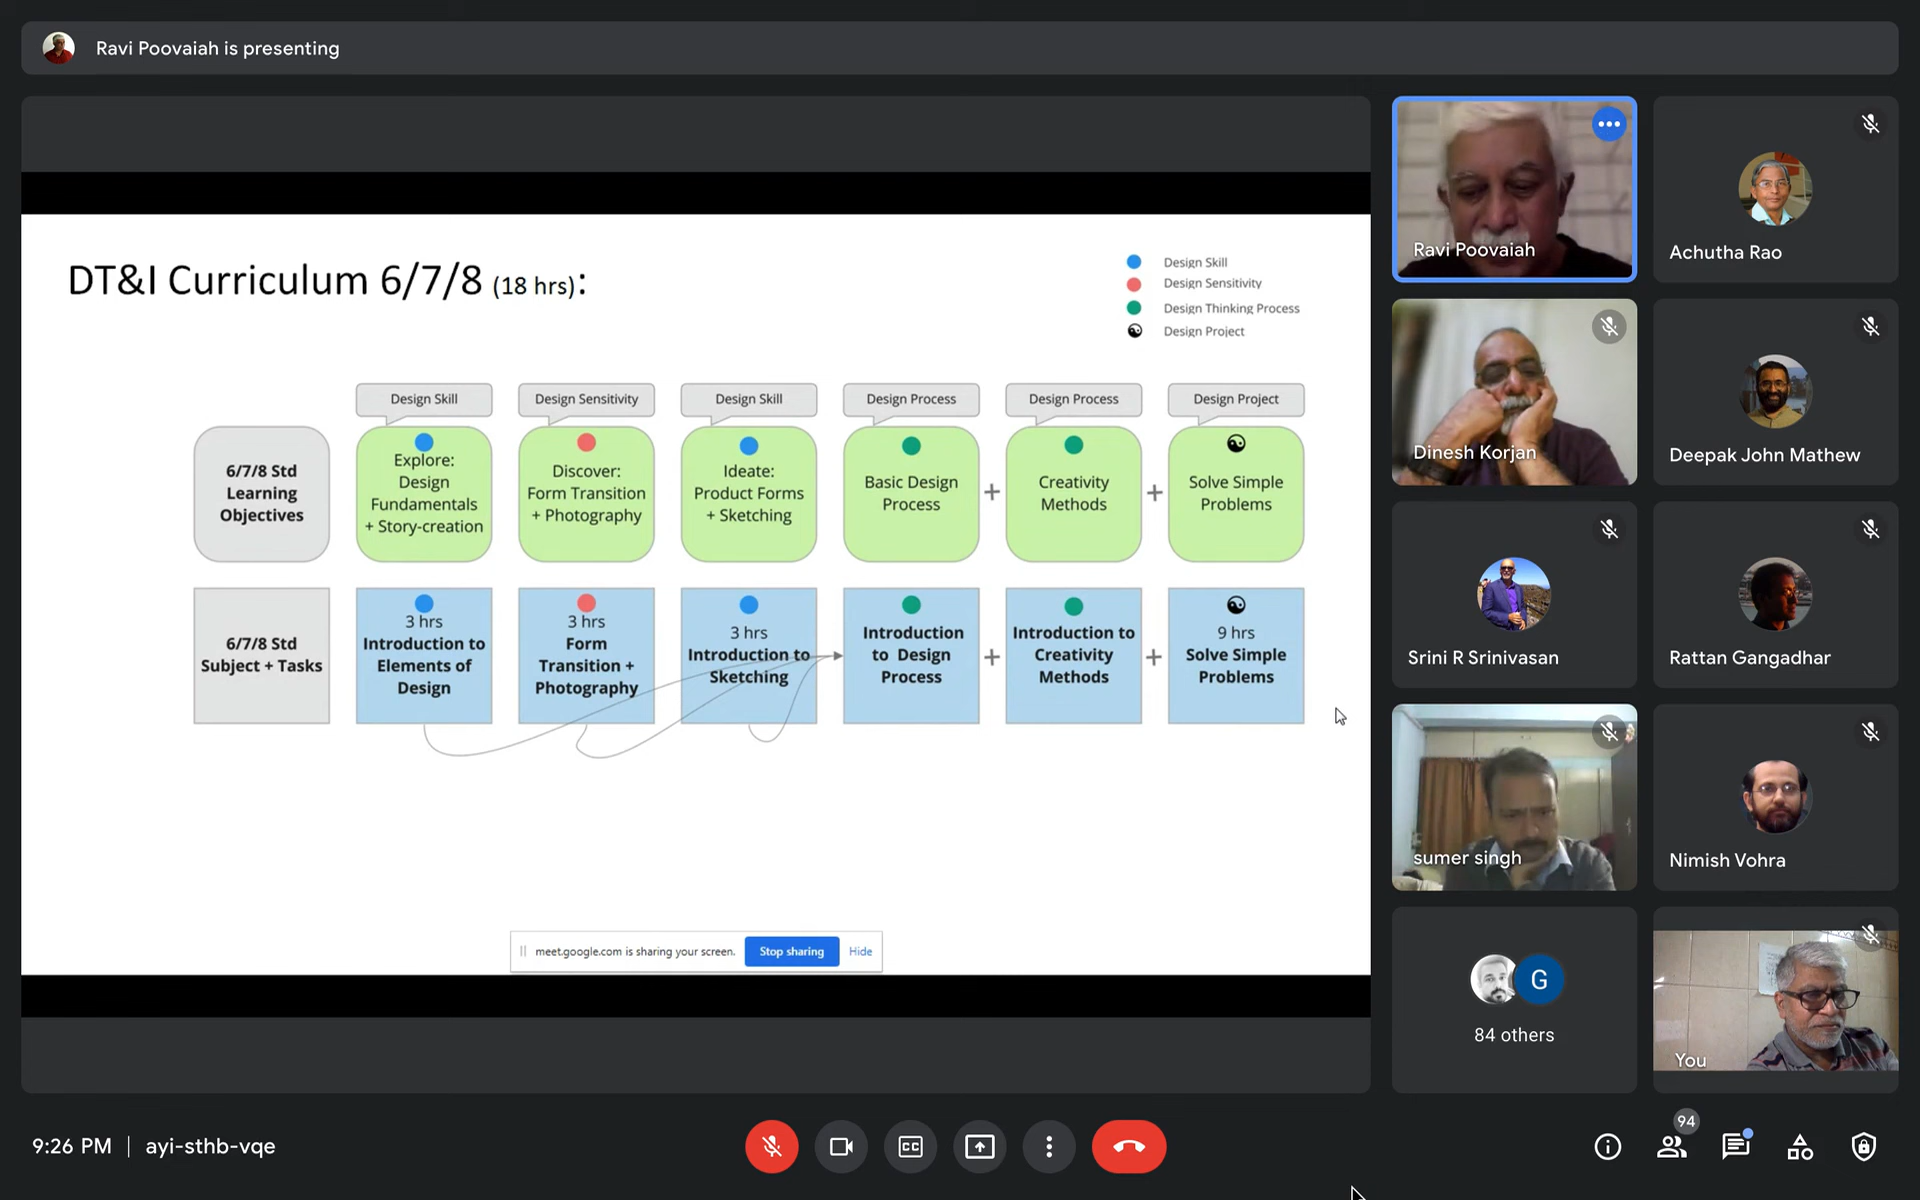 Ravi Poovaiah is presenting
DT&I Curriculum 6/7/8 (18 hrs):
Design Skill
Design Sensitivity
Design Thinking Process
Design Project
Design Skill
Design Sensitivity
Design Skill
Design Process
Design Process
Design Project
6/7/8 Std
Learning
Objectives
Explore:
Design
Fundamentals
+ Story-creation
Discover:
Form Transition
+ Photography
Ideate:
Product Forms
+ Sketching
Basic Design
Process
+
Creativity
Methods
+
Solve Simple
Problems
6/7/8 Std
Subject + Tasks
3 hrs
Introduction to
Elements of
Design
3 hrs
Form
Transition +
Photography
3 hrs
Introduction to
Sketching
Introduction
to Design
Process
+
Introduction to
Creativity
Methods
+
9 hrs
Solve Simple
Problems
meet.google.com is sharing your screen. Stop sharing Hide
Ravi Poovaiah
Achutha Rao
Dinesh Korjan
Deepak John Mathew
Srini R Srinivasan
Rattan Gangadhar
sumer singh
Nimish Vohra
G
84 others
You
9:26 PM | ayi-sthb-vqe
CC
94